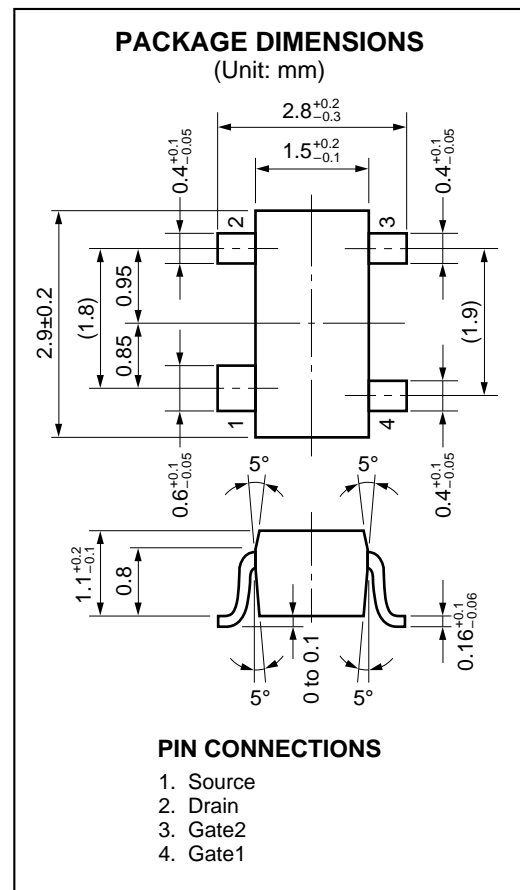 PACKAGE DIMENSIONS
(Unit: mm)
2.8+0.2−0.3
1.5+0.2−0.1
0.4+0.1−0.05
0.4+0.1−0.05
2
3
2.9±0.2
(1.8)
0.95
0.85
(1.9)
1
4
0.6+0.1−0.05
0.4+0.1−0.05
5°
5°
1.1+0.2−0.1
0.8
0 to 0.1
0.16+0.1−0.06
5°
5°
PIN CONNECTIONS
1. Source
2. Drain
3. Gate2
4. Gate1